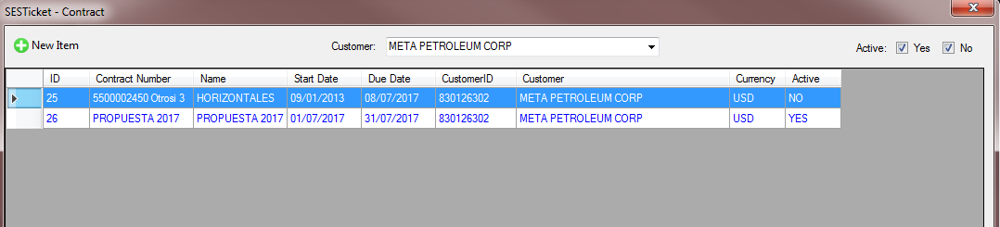 SESTicket - Contract
New Item Customer: META PETROLEUM CORP Active: Yes No
ID Contract Number Name Start Date Due Date CustomerID Customer Currency Active
25 5500002450 Otrosi 3 HORIZONTALES 09/01/2013 08/07/2017 830126302 META PETROLEUM CORP USD NO
26 PROPUESTA 2017 PROPUESTA 2017 01/07/2017 31/07/2017 830126302 META PETROLEUM CORP USD YES